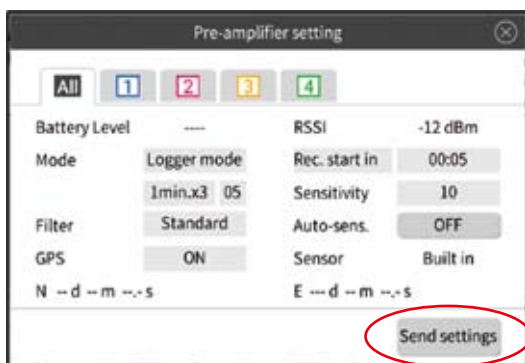 Pre-amplifier setting
All 1 2 3 4
Battery Level ---- RSSI -12 dBm
Mode Logger mode Rec. start in 00:05
1min.x3 05 Sensitivity 10
Filter Standard Auto-sens. OFF
GPS ON Sensor Built in
N -- d -- m --.- s E --- d -- m --.- s
Send settings